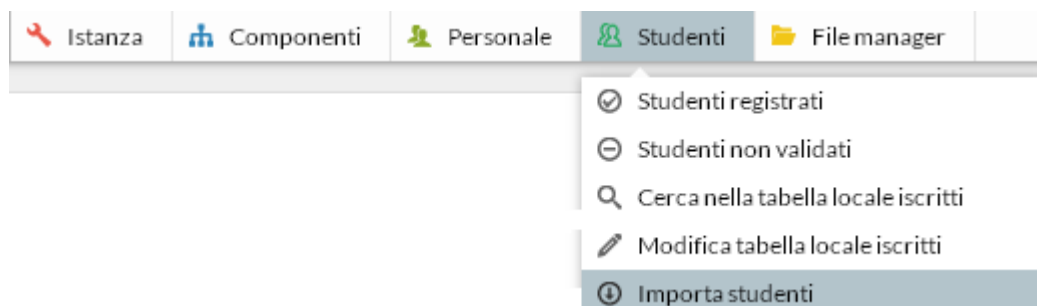 Istanza Componenti Personale Studenti File manager
Studenti registrati
Studenti non validati
Cerca nella tabella locale iscritti
Modifica tabella locale iscritti
Importa studenti